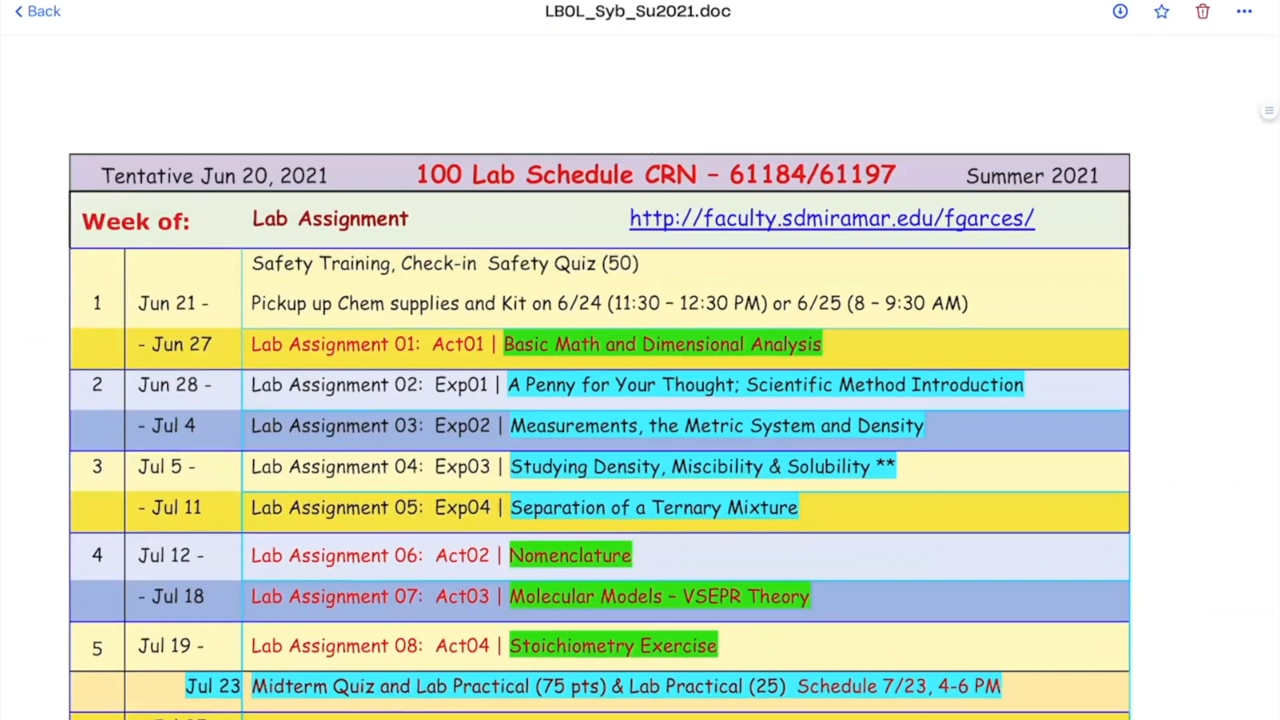 Back
LB0L_Syb_Su2021.doc
Tentative Jun 20, 2021 100 Lab Schedule CRN – 61184/61197 Summer 2021
Week of: Lab Assignment http://faculty.sdmiramar.edu/fgarces/
Safety Training, Check-in Safety Quiz (50)
1 Jun 21 - Pickup up Chem supplies and Kit on 6/24 (11:30 – 12:30 PM) or 6/25 (8 – 9:30 AM)
- Jun 27 Lab Assignment 01: Act01 | Basic Math and Dimensional Analysis
2 Jun 28 - Lab Assignment 02: Exp01 | A Penny for Your Thought; Scientific Method Introduction
- Jul 4 Lab Assignment 03: Exp02 | Measurements, the Metric System and Density
3 Jul 5 - Lab Assignment 04: Exp03 | Studying Density, Miscibility & Solubility **
- Jul 11 Lab Assignment 05: Exp04 | Separation of a Ternary Mixture
4 Jul 12 - Lab Assignment 06: Act02 | Nomenclature
- Jul 18 Lab Assignment 07: Act03 | Molecular Models – VSEPR Theory
5 Jul 19 - Lab Assignment 08: Act04 | Stoichiometry Exercise
Jul 23 Midterm Quiz and Lab Practical (75 pts) & Lab Practical (25) Schedule 7/23, 4-6 PM